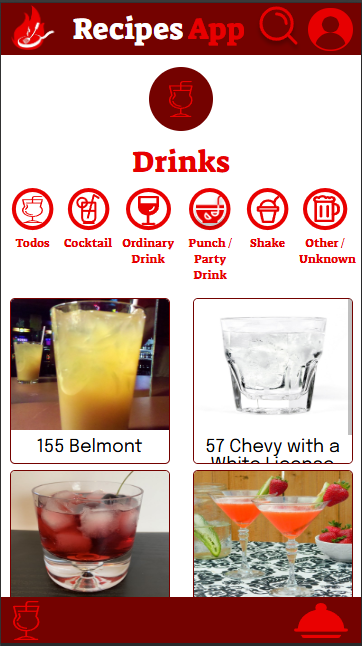 Recipes App
Drinks
Todos
Cocktail
Ordinary
Drink
Punch /
Party
Drink
Shake
Other /
Unknown
155 Belmont
57 Chevy with a
White License